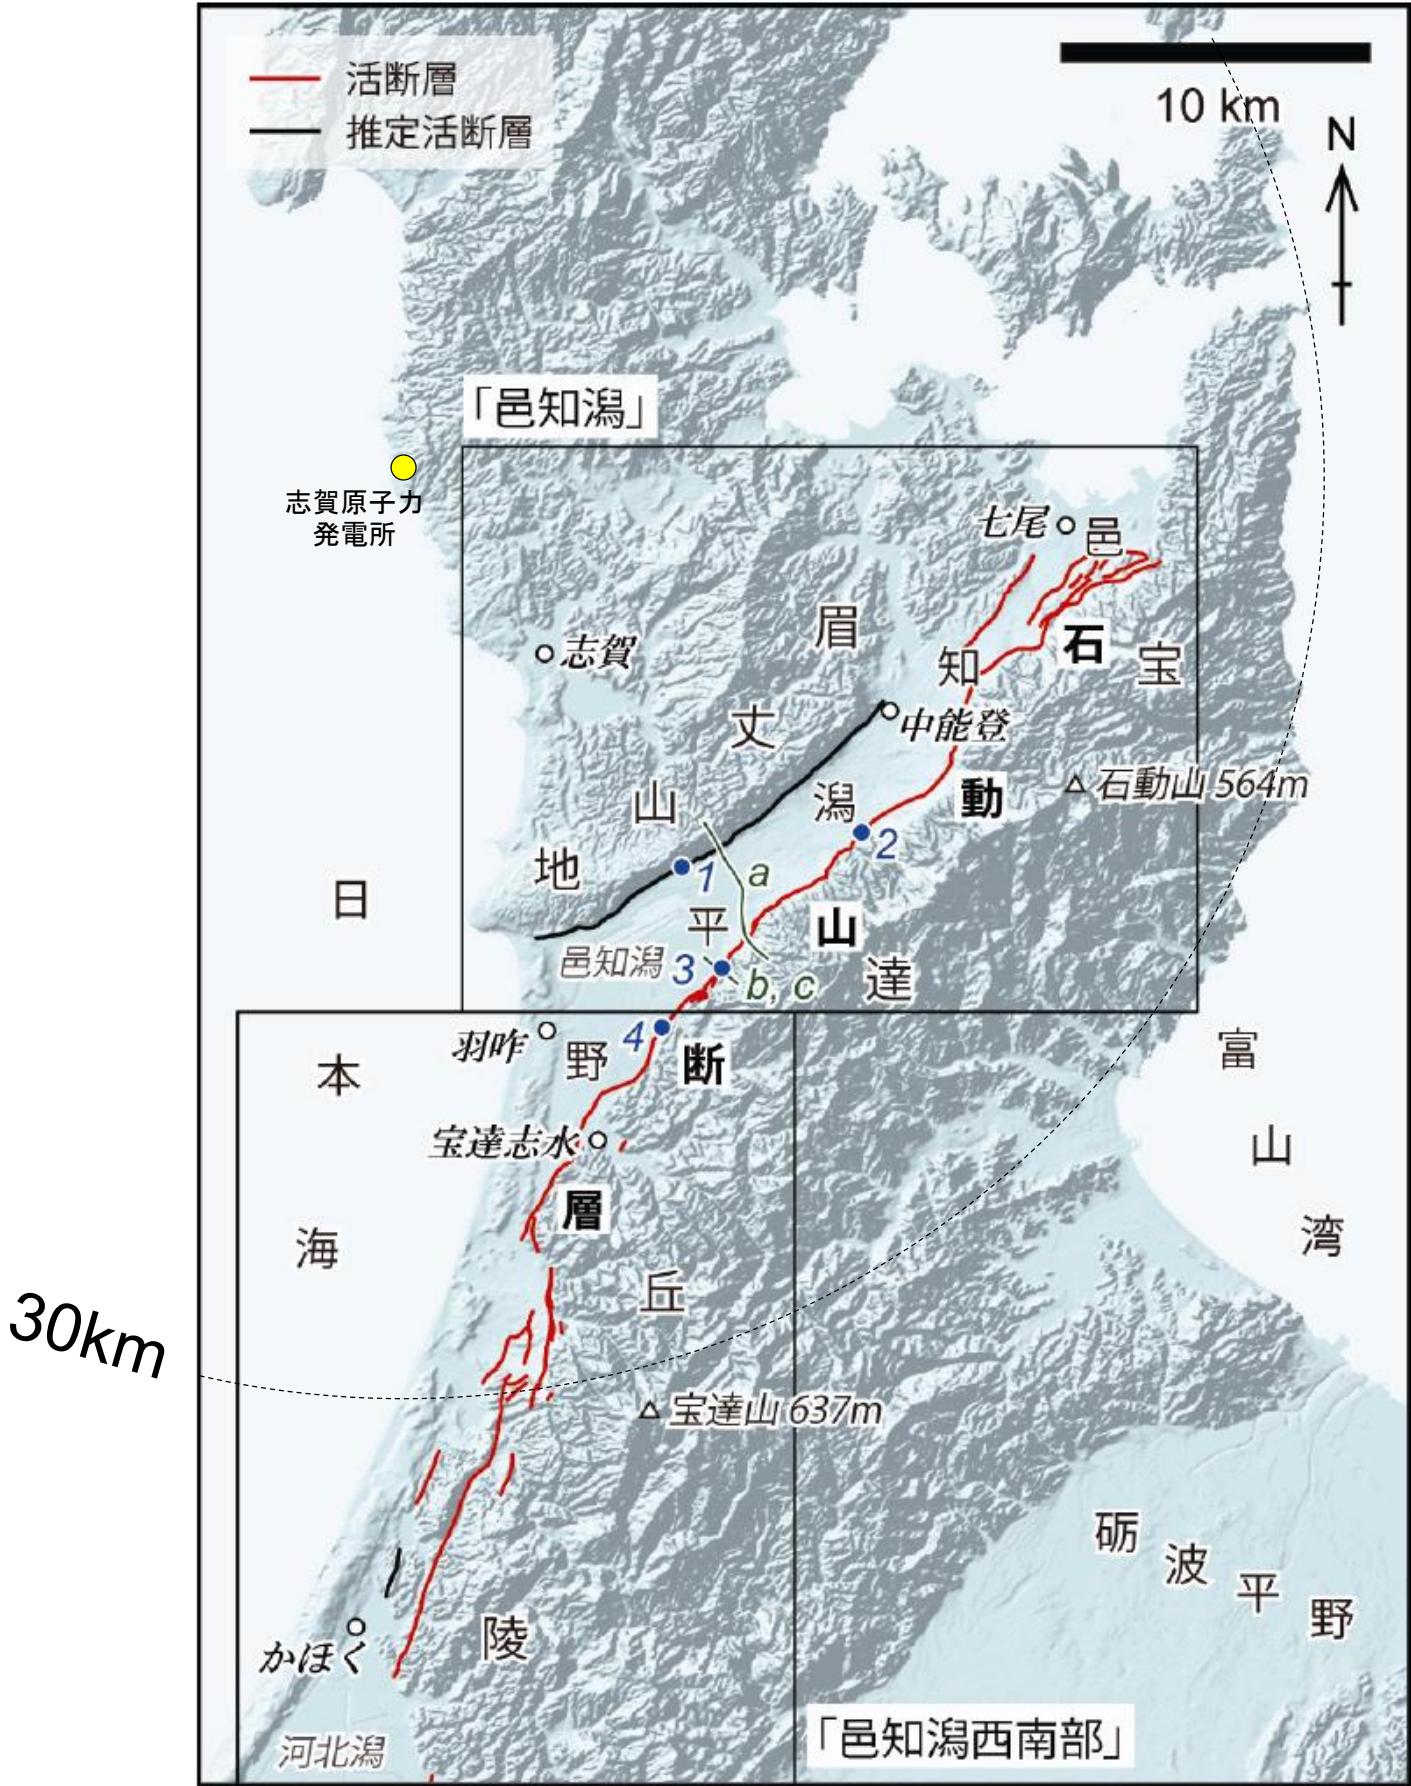 活断層
推定活断層
10 km
N
「邑知潟」
志賀原子力
発電所
七尾
邑
眉
石
志賀
知
宝
丈
中能登
山
潟
動
石動山 564m
2
地
1
a
日
平
山
邑知潟
3
達
b, c
羽咋
4
野
断
富
本
宝達志水
山
層
海
湾
丘
30km
宝達山 637m
砺
波
平
野
かほく
陵
河北潟
「邑知潟西南部」